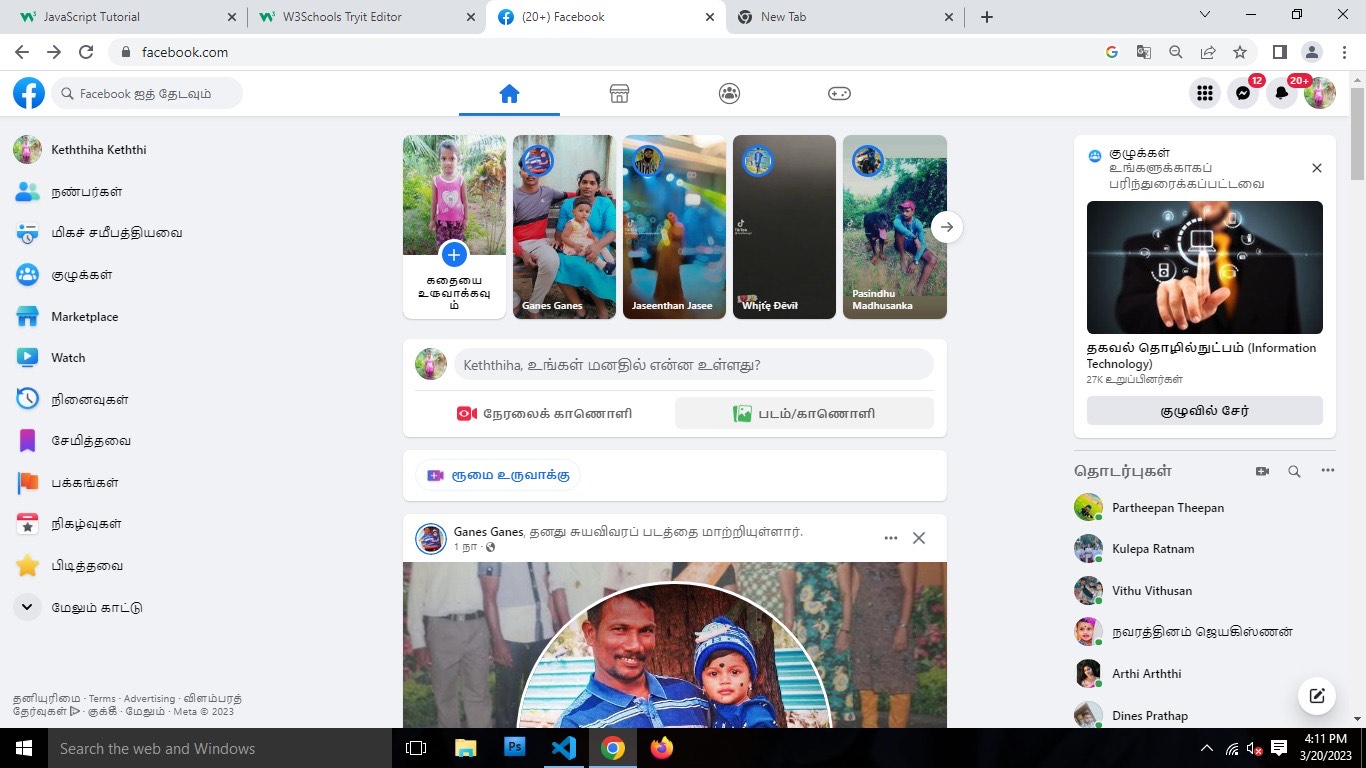 JavaScript Tutorial
W3Schools Tryit Editor
(20+) Facebook
New Tab
facebook.com
Facebook ஐத் தேடவும்
12
20+
Keththiha Keththi
நண்பர்கள்
மிகச் சமீபத்தியவை
குழுக்கள்
Marketplace
Watch
நினைவுகள்
சேமித்தவை
பக்கங்கள்
நிகழ்வுகள்
பிடித்தவை
மேலும் காட்டு
தனியுரிமை · Terms · Advertising · விளம்பரத்
தேர்வுகள் · குக்கீ · மேலும் · Meta © 2023
கதையை
உருவாக்கவு
ம்
Ganes Ganes
Jaseenthan Jasee
Pasindhu
Madhusanka
Keththiha, உங்கள் மனதில் என்ன உள்ளது?
நேரலைக் காணொளி
படம்/காணொளி
ரூமை உருவாக்கு
Ganes Ganes, தனது சுயவிவரப் படத்தை மாற்றியுள்ளார்.
1 நா ·
குழுக்கள்
உங்களுக்காகப்
பரிந்துரைக்கப்பட்டவை
தகவல் தொழில்நுட்பம் (Information
Technology)
27K உறுப்பினர்கள்
குழுவில் சேர்
தொடர்புகள்
Partheepan Theepan
Kulepa Ratnam
Vithu Vithusan
நவரத்தினம் ஜெயகிஸ்ணன்
Arthi Arththi
Dines Prathap
Search the web and Windows
Ps
4:11 PM
3/20/2023